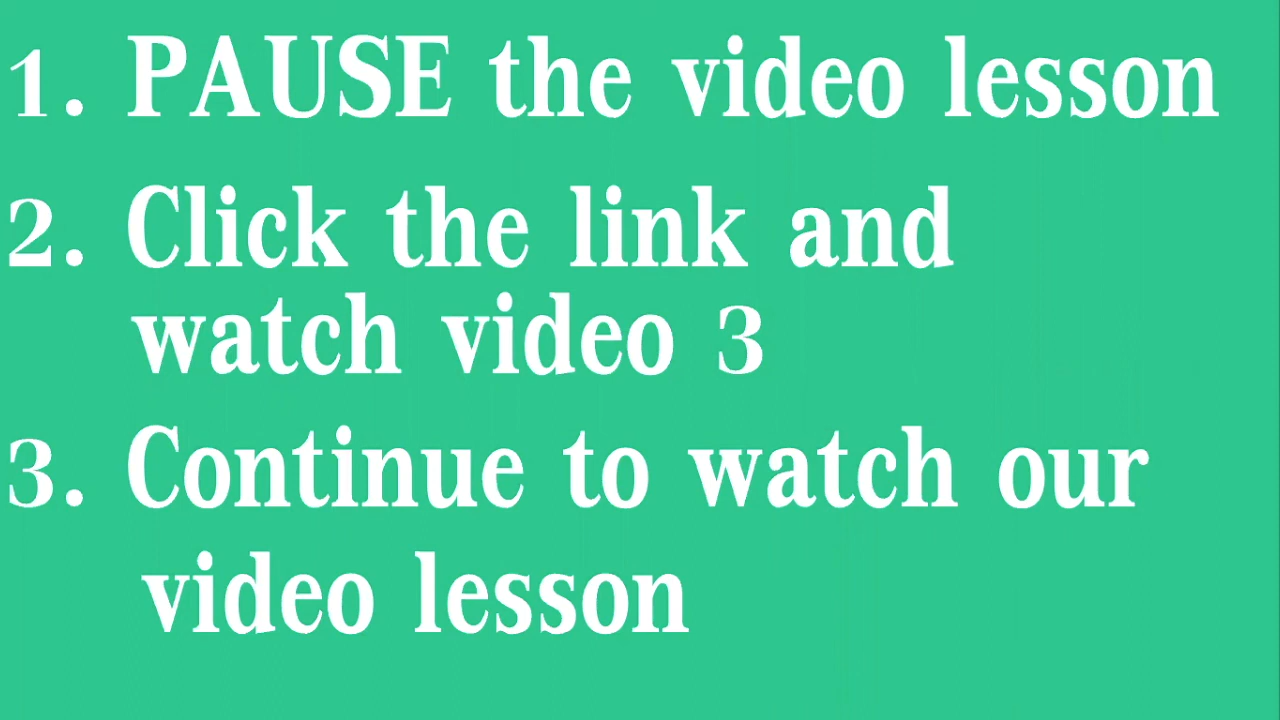 1. PAUSE the video lesson
2. Click the link and
watch video 3
3. Continue to watch our
video lesson